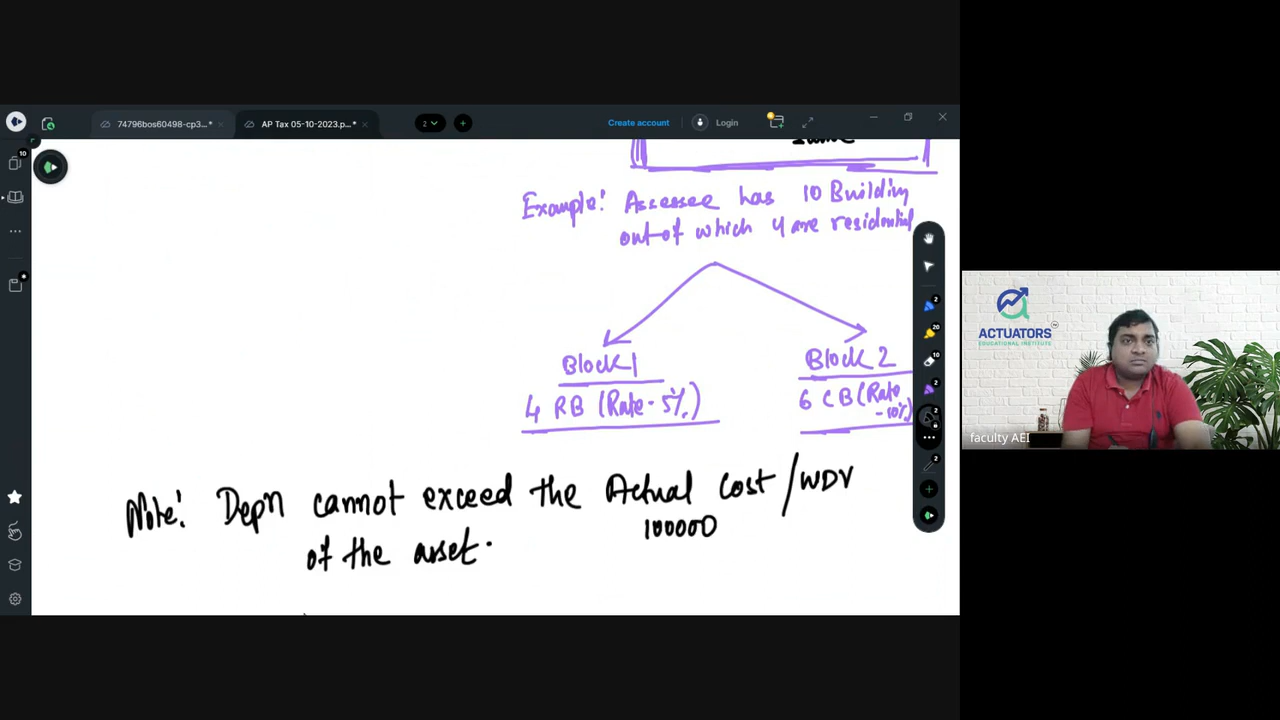 74796bos60498-cp3...*
AP Tax 05-10-2023.p...*
2
Create account
Login
Example: Assessee has 10 Building
out of which 4 are residential
Block 1
4 RB (Rate - 5%)
Block 2
6 CB (Rate
-10%)
Note: Dep'n cannot exceed the Actual Cost / WDV
100000
of the asset.
ACTUATORS
EDUCATIONAL INSTITUTE
faculty AEI